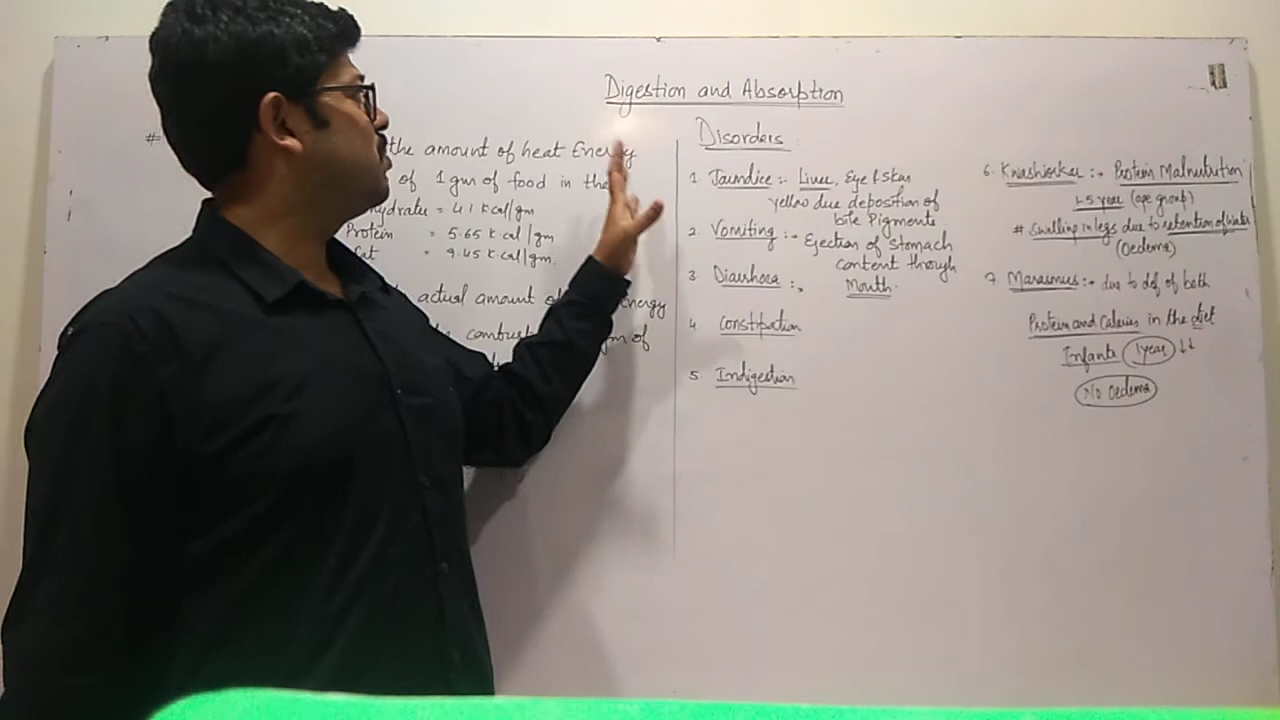 Digestion and Absorption
#
the amount of heat Energy
of 1 gm of food in the
hydrates = 4.1 kcal/gm
Protein = 5.65 k.cal/gm
Fat = 9.45 k.cal/gm.
actual amount of Energy
combust gm of
Disorders :
1 Jaundice :- Liver, Eye & Skin
yellow due deposition of
bile Pigments
2. Vomiting :- Ejection of Stomach
content through
Mouth.
3. Diarrhoea :-
4. Constipation
5. Indigestion
6. Kwashiorkor :- Protein Malnutrition
1-5 year (age group)
# Swelling in legs due to retention of water
(Oedema)
7 Marasmus :- due to def of both
Protein and Calories in the diet
Infants 1 year ↓↓
No Oedema